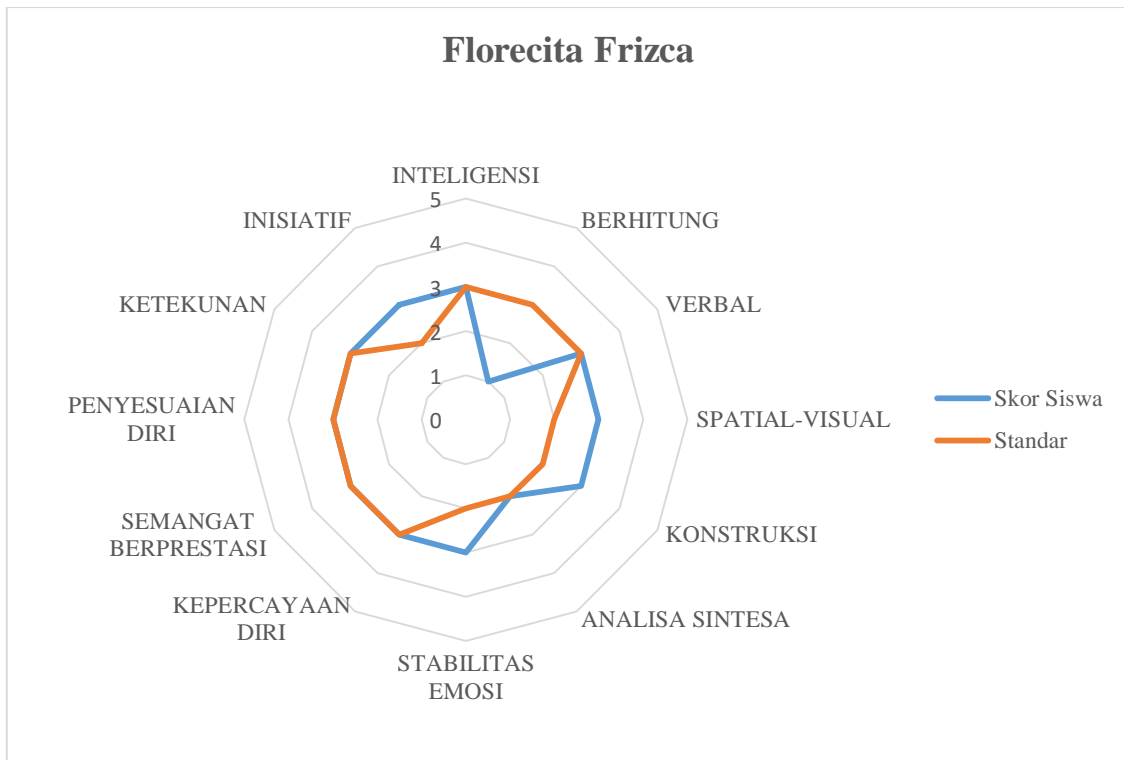 Florecita Frizca
INTELIGENSI
BERHITUNG
VERBAL
SPATIAL-VISUAL
KONSTRUKSI
ANALISA SINTESA
STABILITAS
EMOSI
KEPERCAYAAN
DIRI
SEMANGAT
BERPRESTASI
PENYESUAIAN
DIRI
KETEKUNAN
INISIATIF
5
4
3
2
1
0
Skor Siswa
Standar